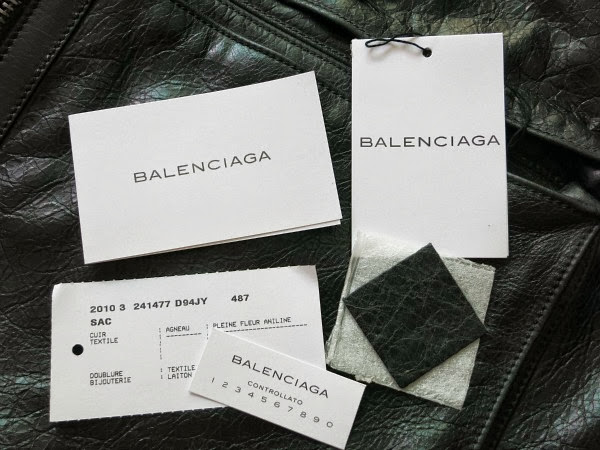 BALENCIAGA
BALENCIAGA
2010 3 241477 D94JY 487
SAC
CUIR : AGNEAU : PLEINE FLEUR ANILINE
TEXTILE :
DOUBLURE : TEXTILE
BIJOUTERIE : LAITON
BALENCIAGA
CONTROLLATO
1 2 3 4 5 6 7 8 9 0